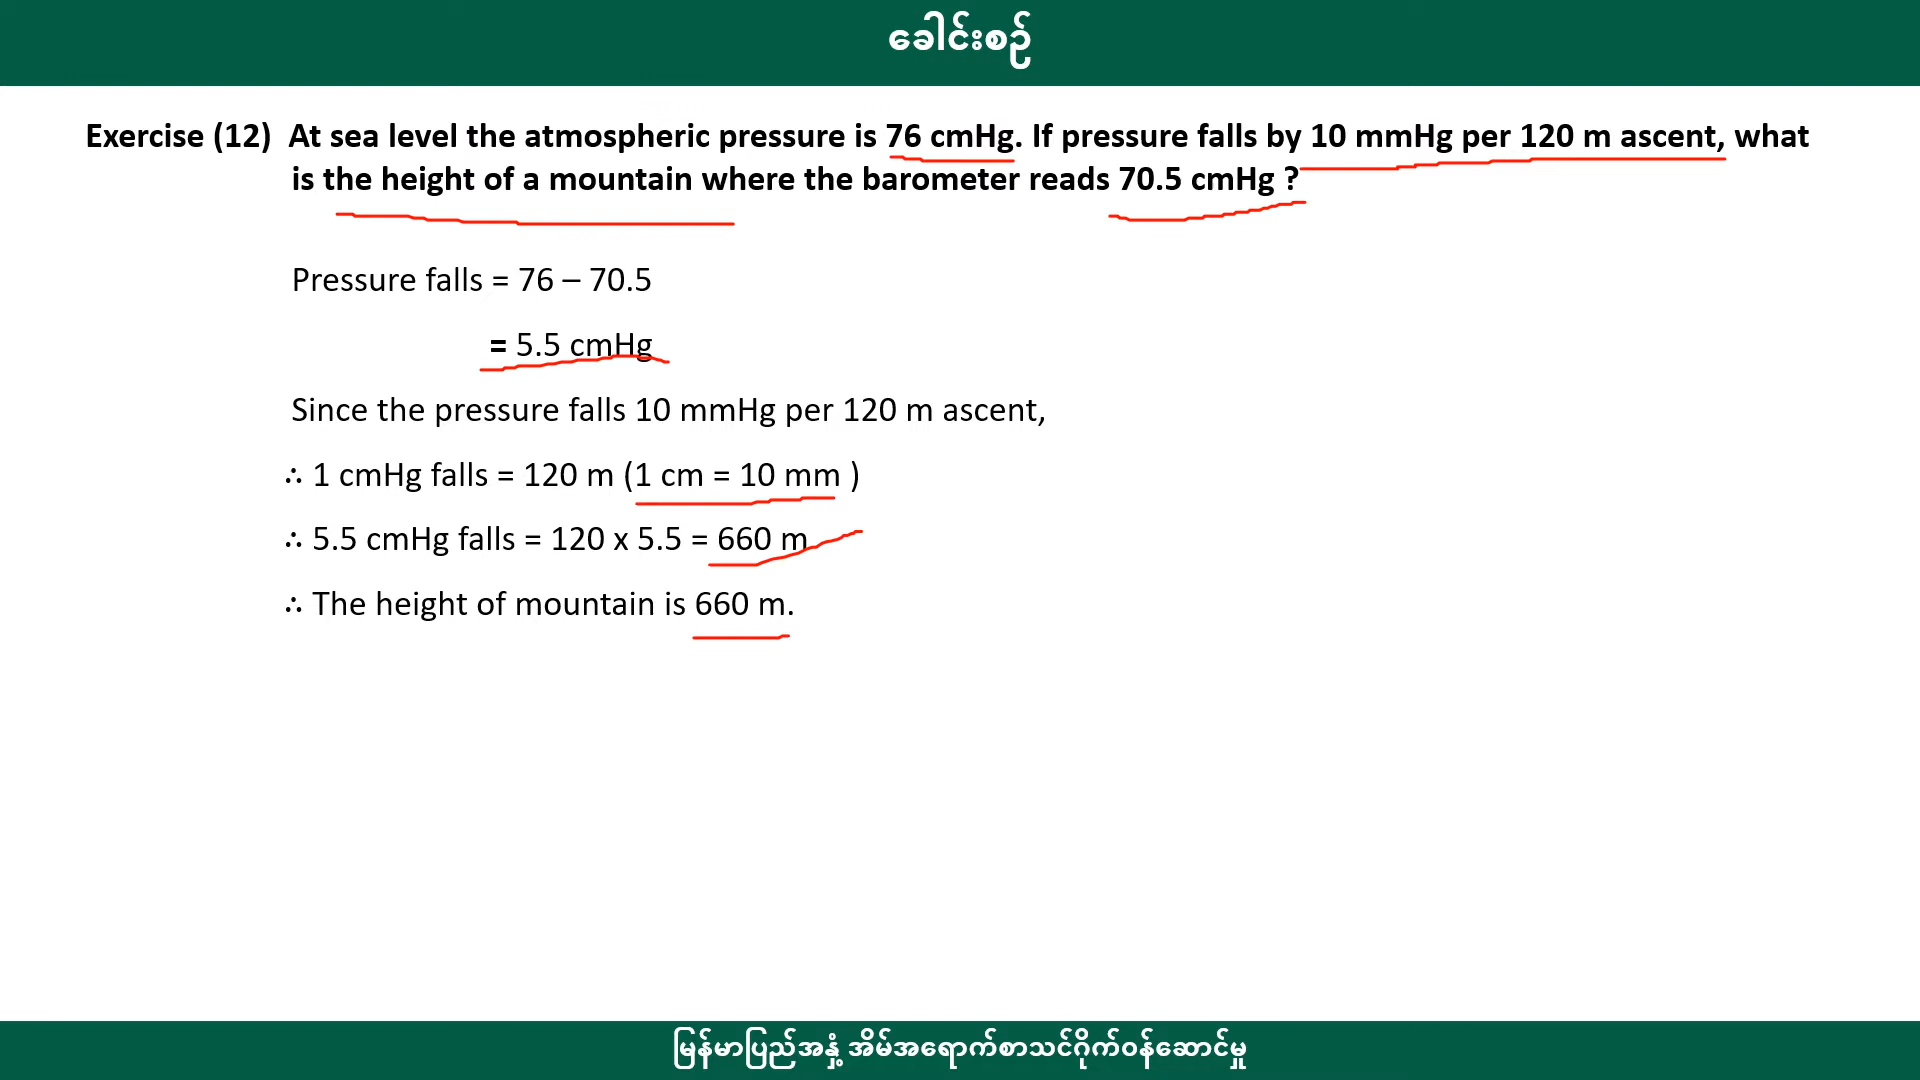 ခေါင်းစဉ်
Exercise (12) At sea level the atmospheric pressure is 76 cmHg. If pressure falls by 10 mmHg per 120 m ascent, what
is the height of a mountain where the barometer reads 70.5 cmHg ?
Pressure falls = 76 – 70.5
= 5.5 cmHg
Since the pressure falls 10 mmHg per 120 m ascent,
∴ 1 cmHg falls = 120 m (1 cm = 10 mm )
∴ 5.5 cmHg falls = 120 x 5.5 = 660 m
∴ The height of mountain is 660 m.
မြန်မာပြည်အနှံ့ အိမ်အရောက်စာသင်ဂိုက်ဝန်ဆောင်မှု